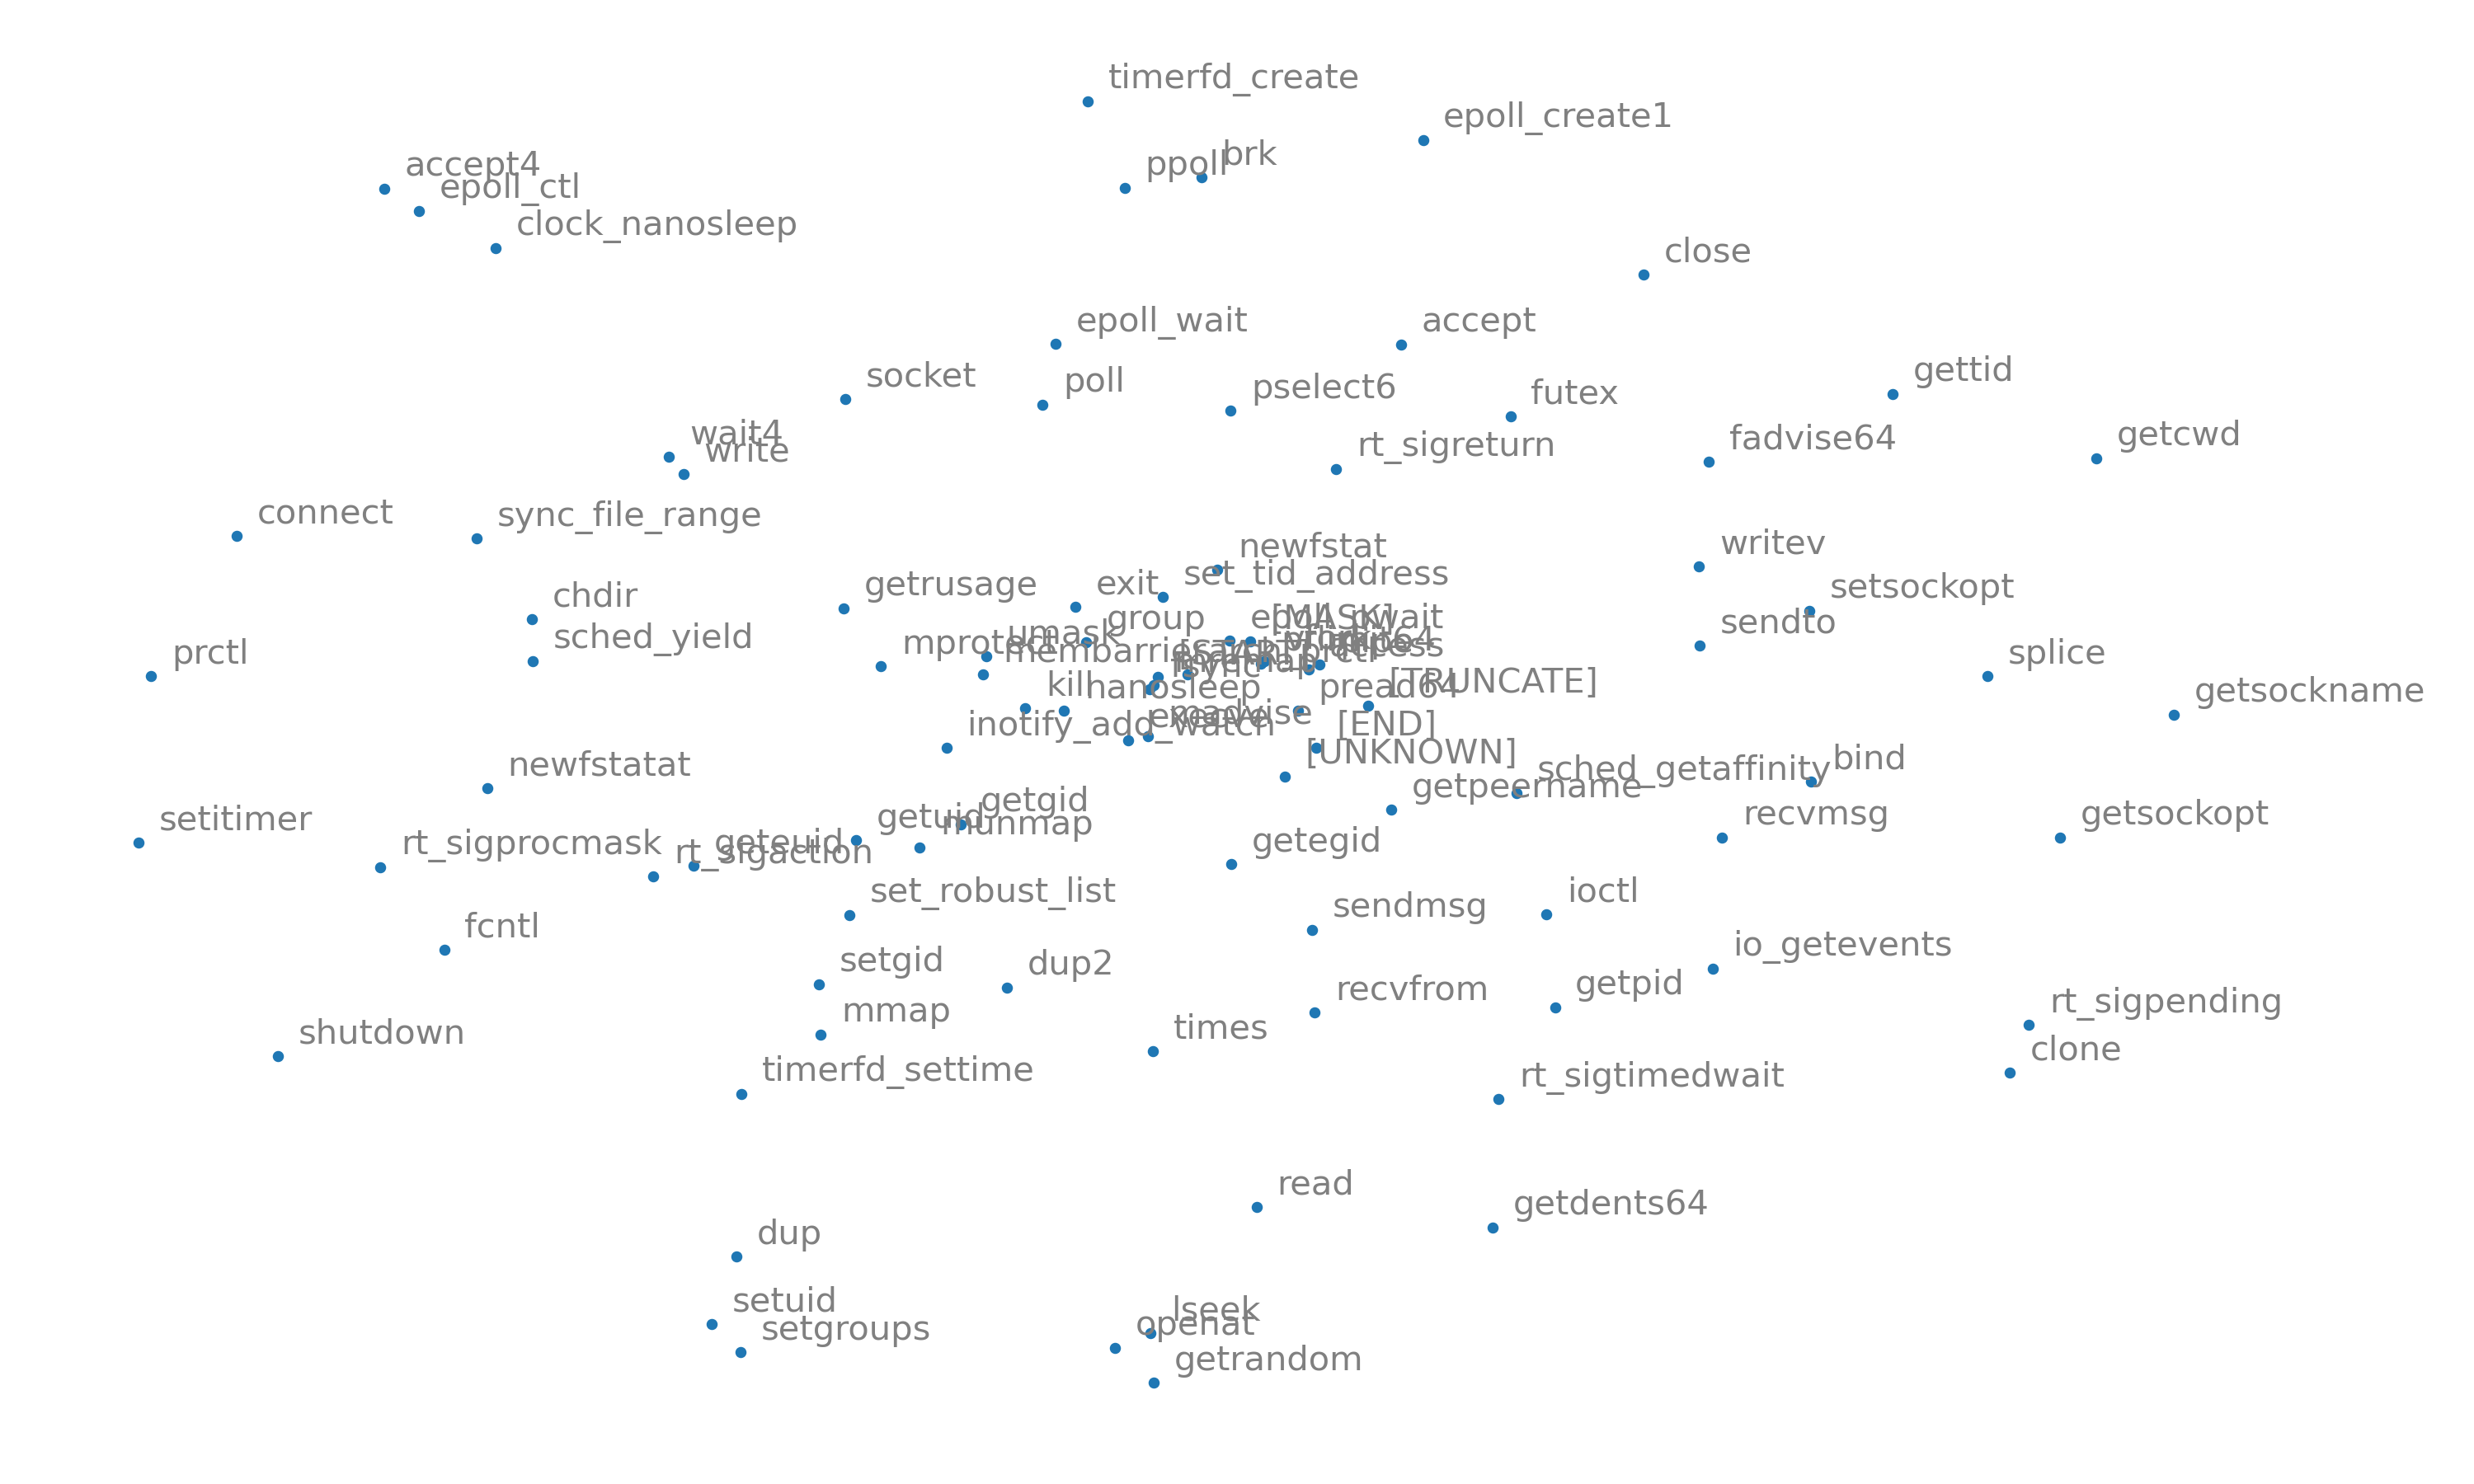 timerfd_create
epoll_create1
brk
ppoll
accept4
epoll_ctl
clock_nanosleep
close
epoll_wait
accept
socket
poll
pselect6
futex
gettid
wait4
write
rt_sigreturn
fadvise64
getcwd
connect
sync_file_range
newfstat
writev
set_tid_address
getrusage
exit
setsockopt
chdir
group
epoll_pwait
[MASK]
sendto
umask
mprotect
sched_yield
prctl
membarrier
splice
fsync
[TRUNCATE]
kill
nanosleep
pread64
getsockname
execve
madvise
inotify_add_watch
[END]
[UNKNOWN]
newfstatat
sched_getaffinity
bind
getpeername
getgid
getuid
munmap
setitimer
rt_sigprocmask
geteuid
rt_sigaction
getegid
recvmsg
getsockopt
set_robust_list
ioctl
sendmsg
fcntl
io_getevents
setgid
dup2
recvfrom
getpid
mmap
times
rt_sigpending
shutdown
clone
timerfd_settime
rt_sigtimedwait
read
getdents64
dup
setuid
setgroups
lseek
openat
getrandom